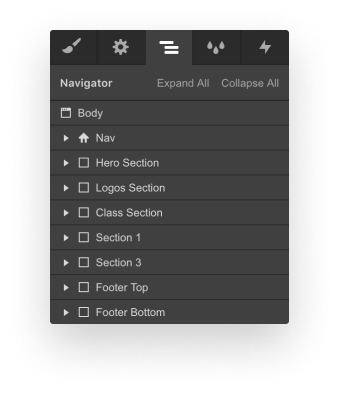 Navigator Expand All Collapse All
Body
Nav
Hero Section
Logos Section
Class Section
Section 1
Section 3
Footer Top
Footer Bottom